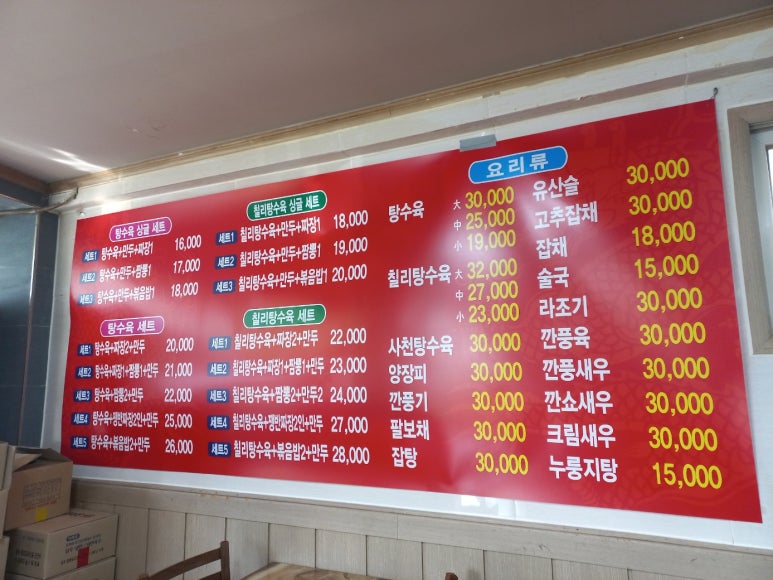 탕수육 싱글 세트
세트1 탕수육+만두+짜장1 16,000
세트2 탕수육+만두+짬뽕1 17,000
세트3 탕수육+만두+볶음밥1 18,000
탕수육 세트
세트1 탕수육+짜장2+만두 20,000
세트2 탕수육+짜장1+짬뽕1+만두 21,000
세트3 탕수육+짬뽕2+만두 22,000
세트4 탕수육+쟁반짜장2인+만두 25,000
세트5 탕수육+볶음밥2+만두 26,000
칠리탕수육 싱글 세트
세트1 칠리탕수육+만두+짜장1 18,000
세트2 칠리탕수육+만두+짬뽕1 19,000
세트3 칠리탕수육+만두+볶음밥1 20,000
칠리탕수육 세트
세트1 칠리탕수육+짜장2+만두 22,000
세트2 칠리탕수육+짜장1+짬뽕1+만두 23,000
세트3 칠리탕수육+짬뽕2+만두2 24,000
세트4 칠리탕수육+쟁반짜장2인+만두 27,000
세트5 칠리탕수육+볶음밥2+만두 28,000
요리류
탕수육 大 30,000
中 25,000
小 19,000
칠리탕수육 大 32,000
中 27,000
小 23,000
사천탕수육 30,000
양장피 30,000
깐풍기 30,000
팔보채 30,000
잡탕 30,000
유산슬 30,000
고추잡채 30,000
잡채 18,000
술국 15,000
라조기 30,000
깐풍육 30,000
깐풍새우 30,000
깐쇼새우 30,000
크림새우 30,000
누룽지탕 15,000